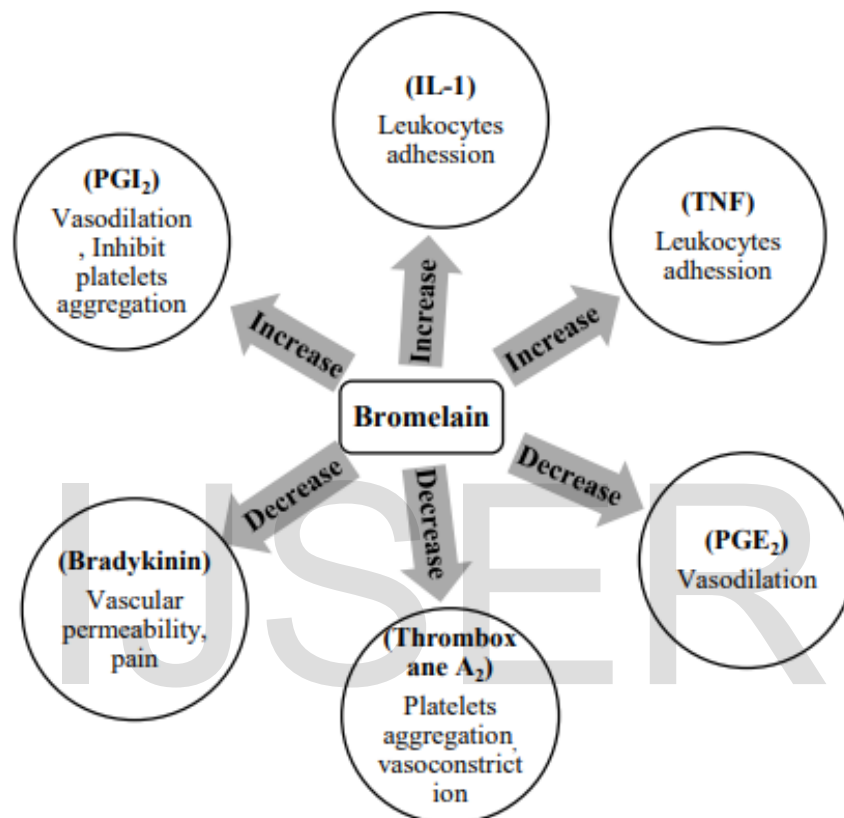 (IL-1)
Leukocytes
adhession
(PGI₂)
Vasodilation
, Inhibit
platelets
aggregation
(TNF)
Leukocytes
adhession
Increase
Increase
Increase
Bromelain
Decrease
Decrease
Decrease
(Bradykinin)
Vascular
permeability,
pain
(Thrombox
ane A₂)
Platelets
aggregation,
vasoconstrict
ion
(PGE₂)
Vasodilation
IJSER